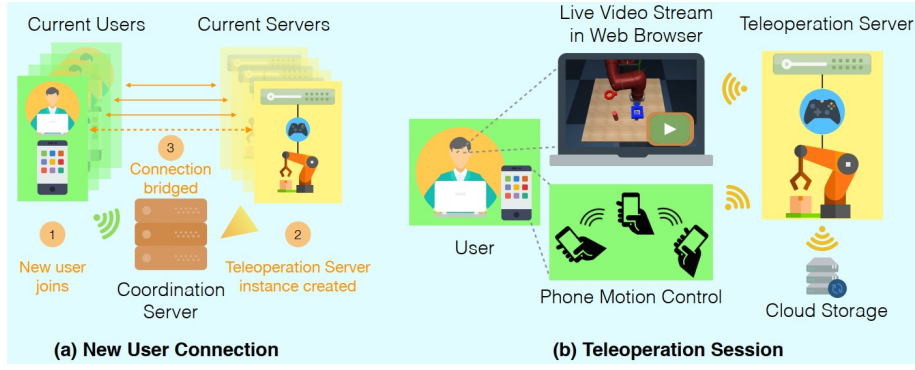 Current Users
Current Servers
3
Connection
bridged
1
New user
joins
Coordination
Server
2
Teleoperation Server
instance created
(a) New User Connection
Live Video Stream
in Web Browser
Teleoperation Server
User
Phone Motion Control
Cloud Storage
(b) Teleoperation Session